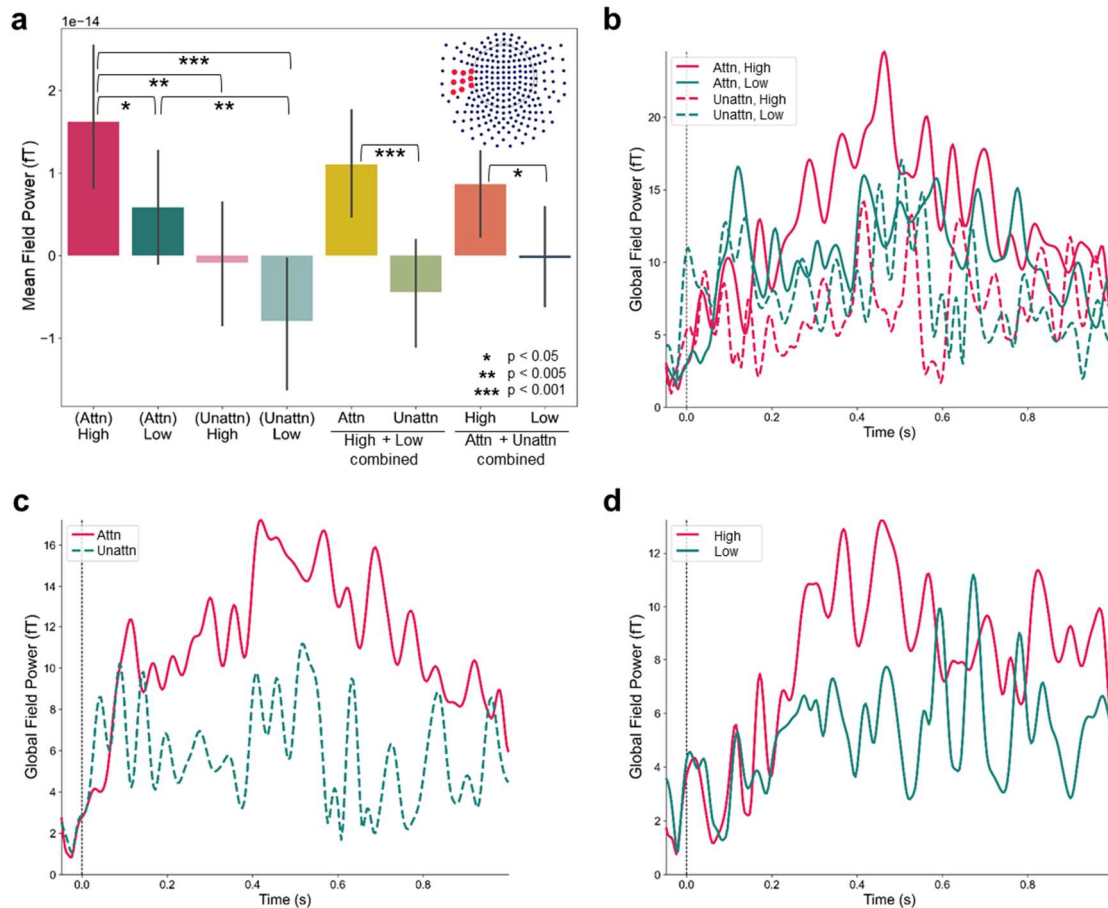 a
1e−14
***
**
*
**
***
*
Mean Field Power (fT)
2
1
0
−1
* p < 0.05
** p < 0.005
*** p < 0.001
(Attn) High
(Attn) Low
(Unattn) High
(Unattn) Low
Attn Unattn
High + Low
combined
High Low
Attn + Unattn
combined
b
Attn, High
Attn, Low
Unattn, High
Unattn, Low
Global Field Power (fT)
20
15
10
5
0
0.0 0.2 0.4 0.6 0.8
Time (s)
c
Attn
Unattn
Global Field Power (fT)
16
14
12
10
8
6
4
2
0
0.0 0.2 0.4 0.6 0.8
Time (s)
d
High
Low
Global Field Power (fT)
12
10
8
6
4
2
0
0.0 0.2 0.4 0.6 0.8
Time (s)